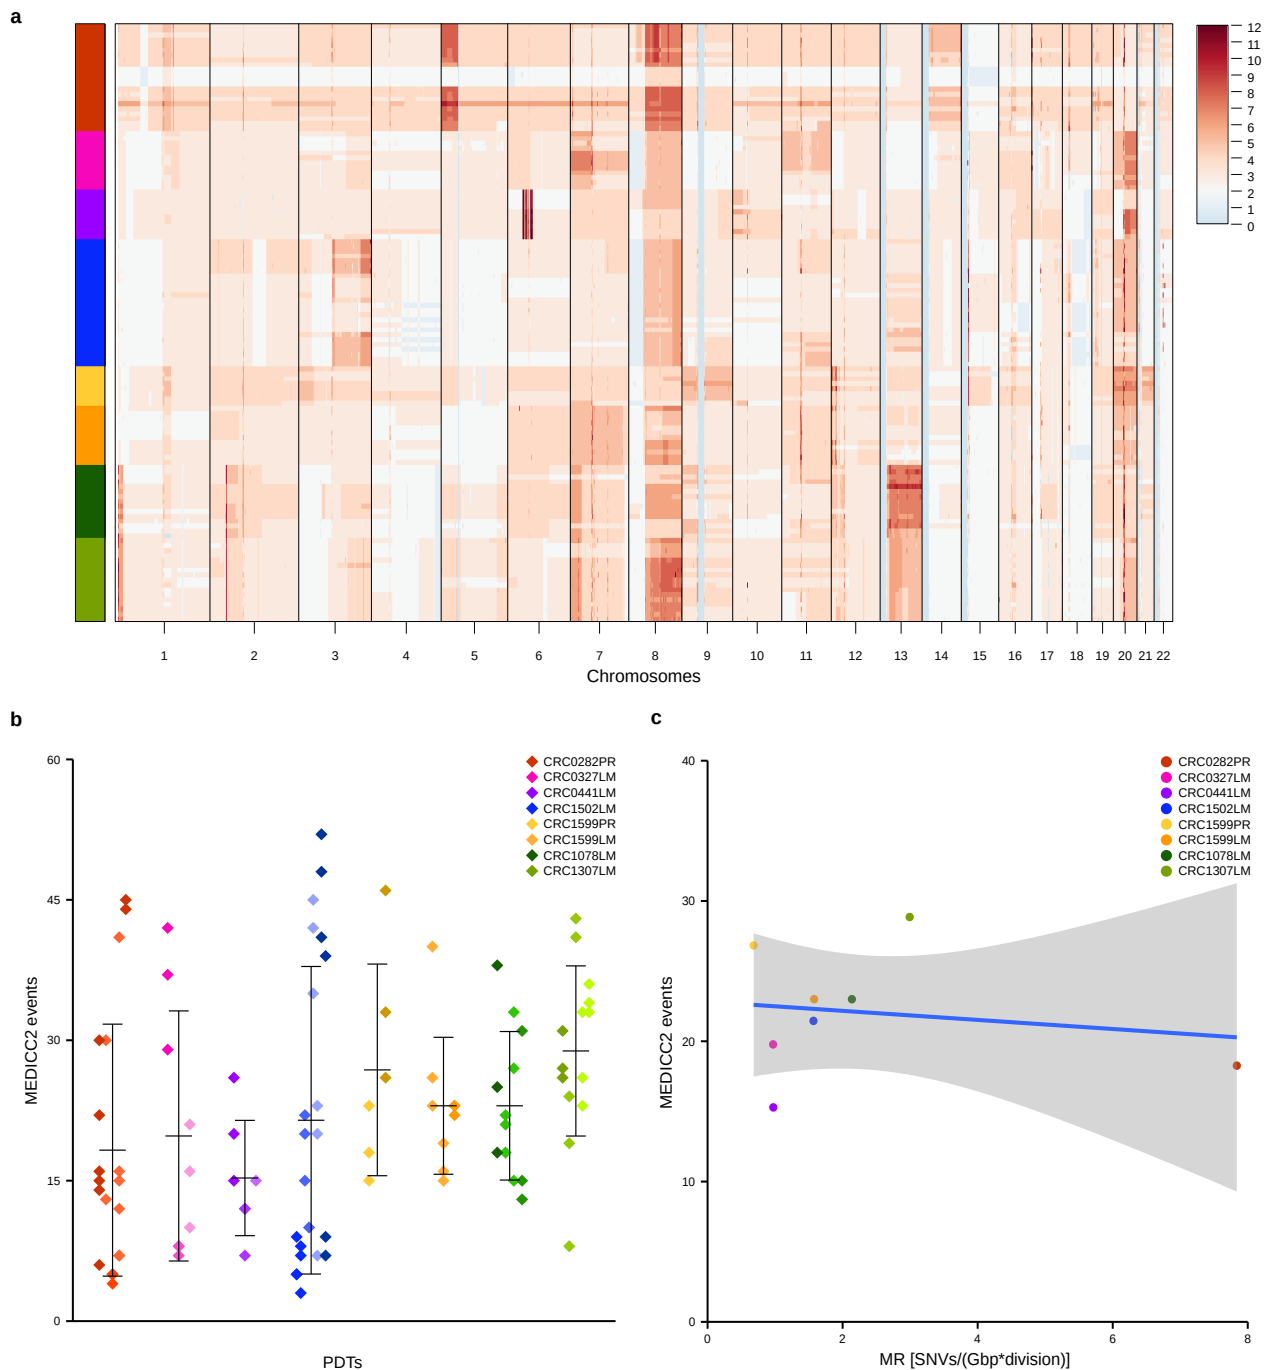 a
12
11
10
9
8
7
6
5
4
3
2
1
0
1 2 3 4 5 6 7 8 9 10 11 12 13 14 15 16 17 18 19 20 21 22
Chromosomes
b
MEDICC2 events
60
45
30
15
0
CRC0282PR
CRC0327LM
CRC0441LM
CRC1502LM
CRC1599PR
CRC1599LM
CRC1078LM
CRC1307LM
PDTs
c
MEDICC2 events
40
30
20
10
0
CRC0282PR
CRC0327LM
CRC0441LM
CRC1502LM
CRC1599PR
CRC1599LM
CRC1078LM
CRC1307LM
0 2 4 6 8
MR [SNVs/(Gbp*division)]